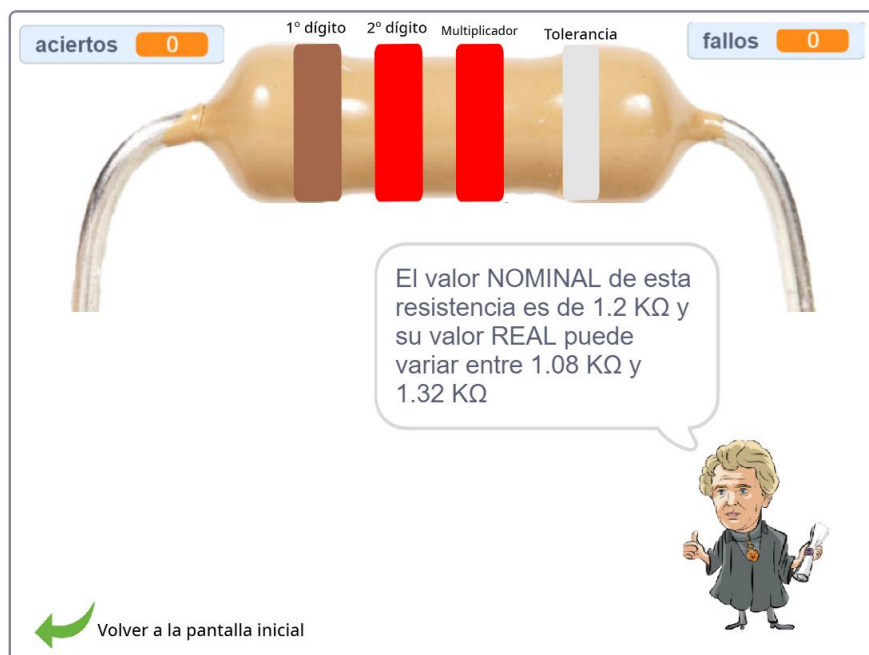 aciertos 0
1º dígito 2º dígito Multiplicador Tolerancia
fallos 0
El valor NOMINAL de esta
resistencia es de 1.2 KΩ y
su valor REAL puede
variar entre 1.08 KΩ y
1.32 KΩ
Volver a la pantalla inicial